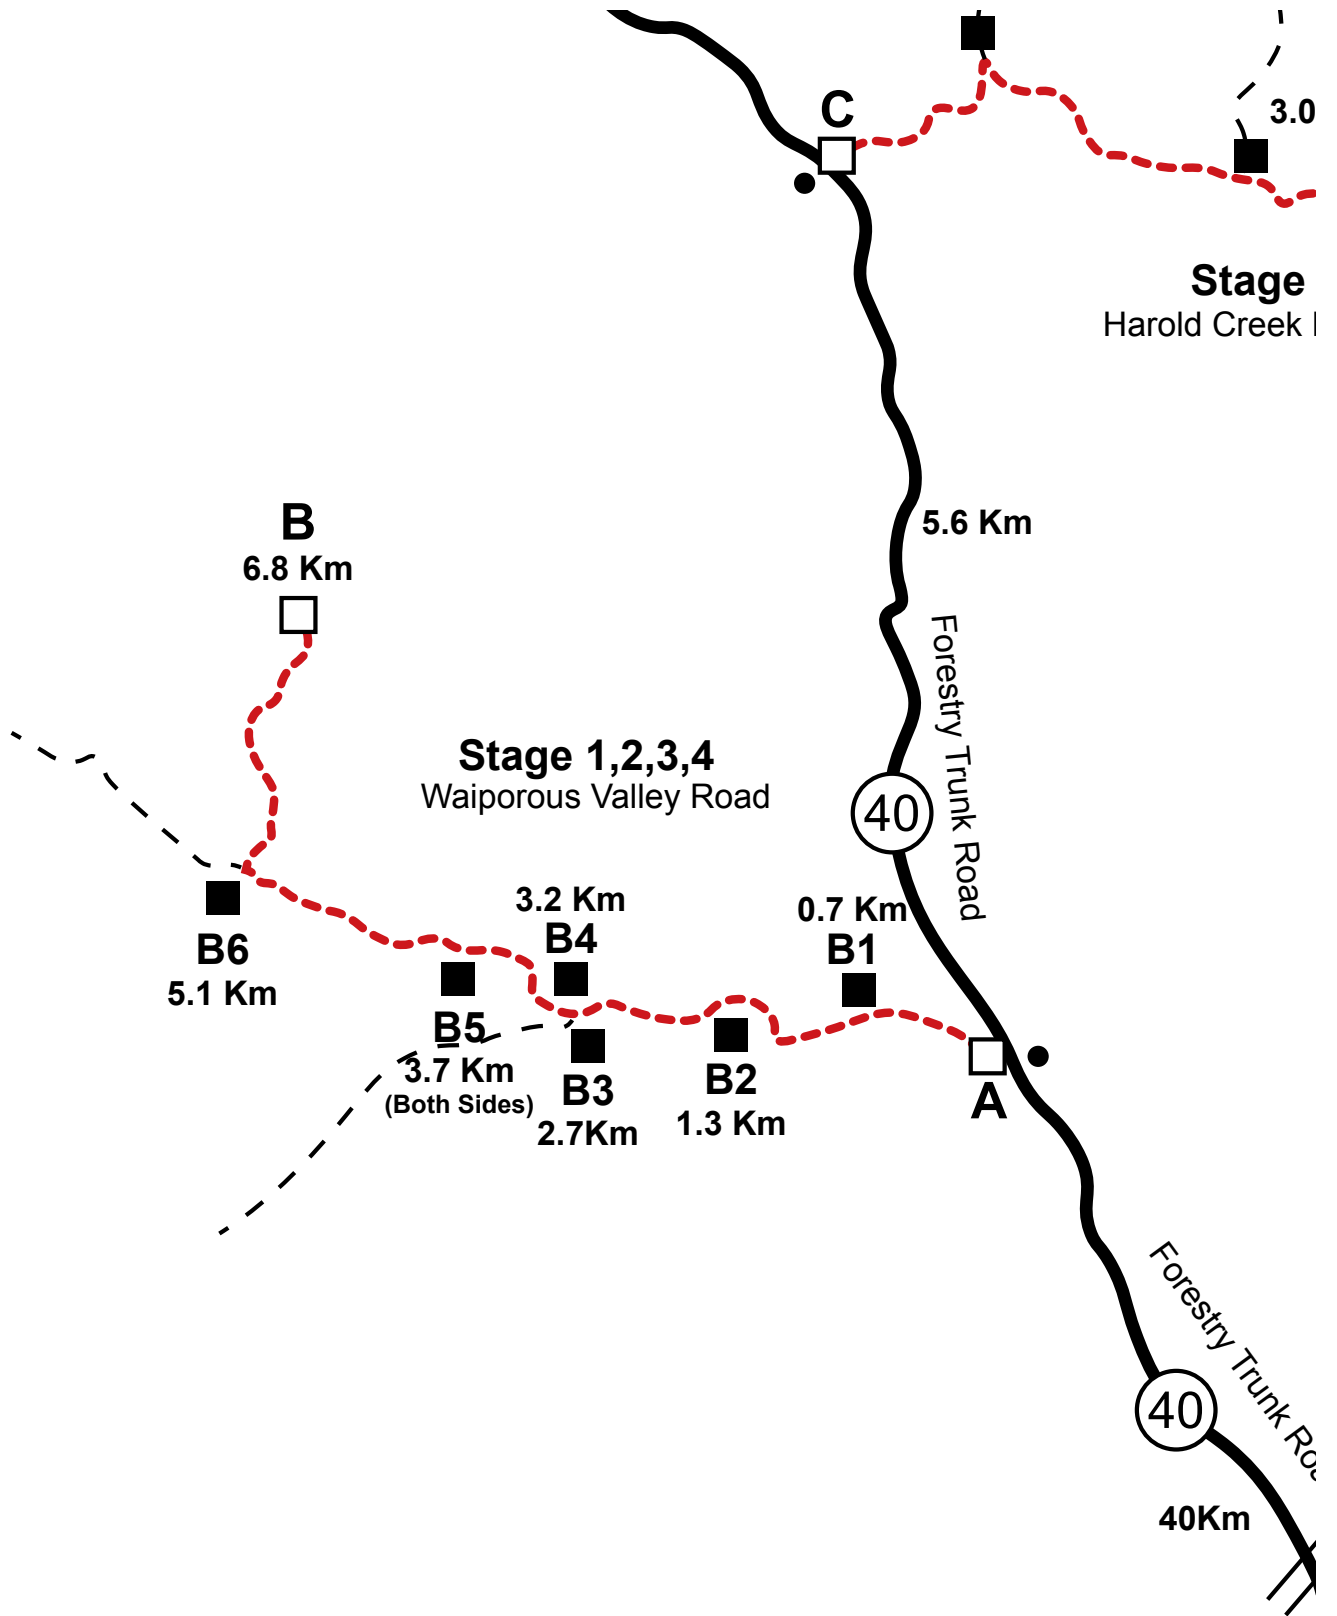 C
3.0
Stage
Harold Creek
5.6 Km
B
6.8 Km
Forestry Trunk Road
Stage 1,2,3,4
Waiporous Valley Road
40
3.2 Km
B4
0.7 Km
B1
B6
5.1 Km
B5
3.7 Km
(Both Sides)
B3
2.7Km
B2
1.3 Km
A
Forestry Trunk
40
40Km